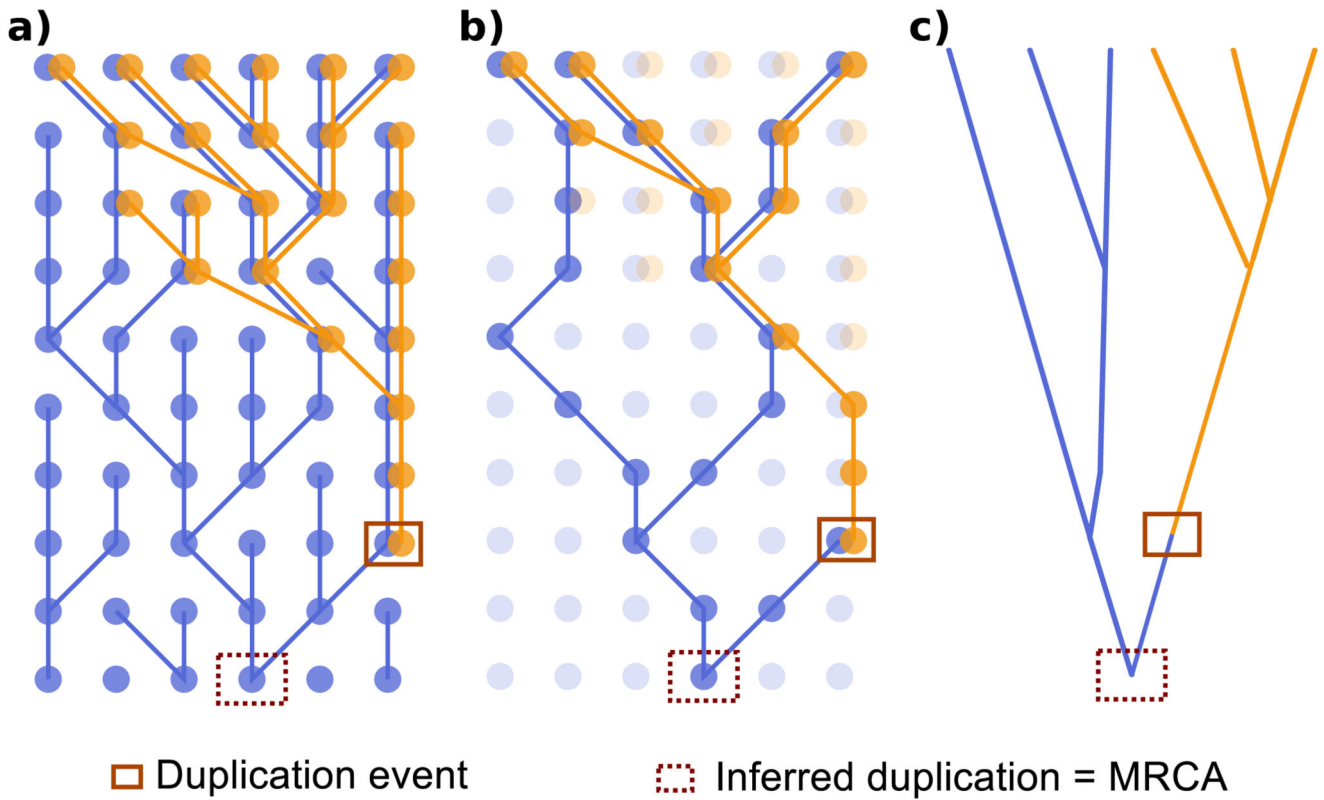 a) b) c)
Duplication event Inferred duplication = MRCA